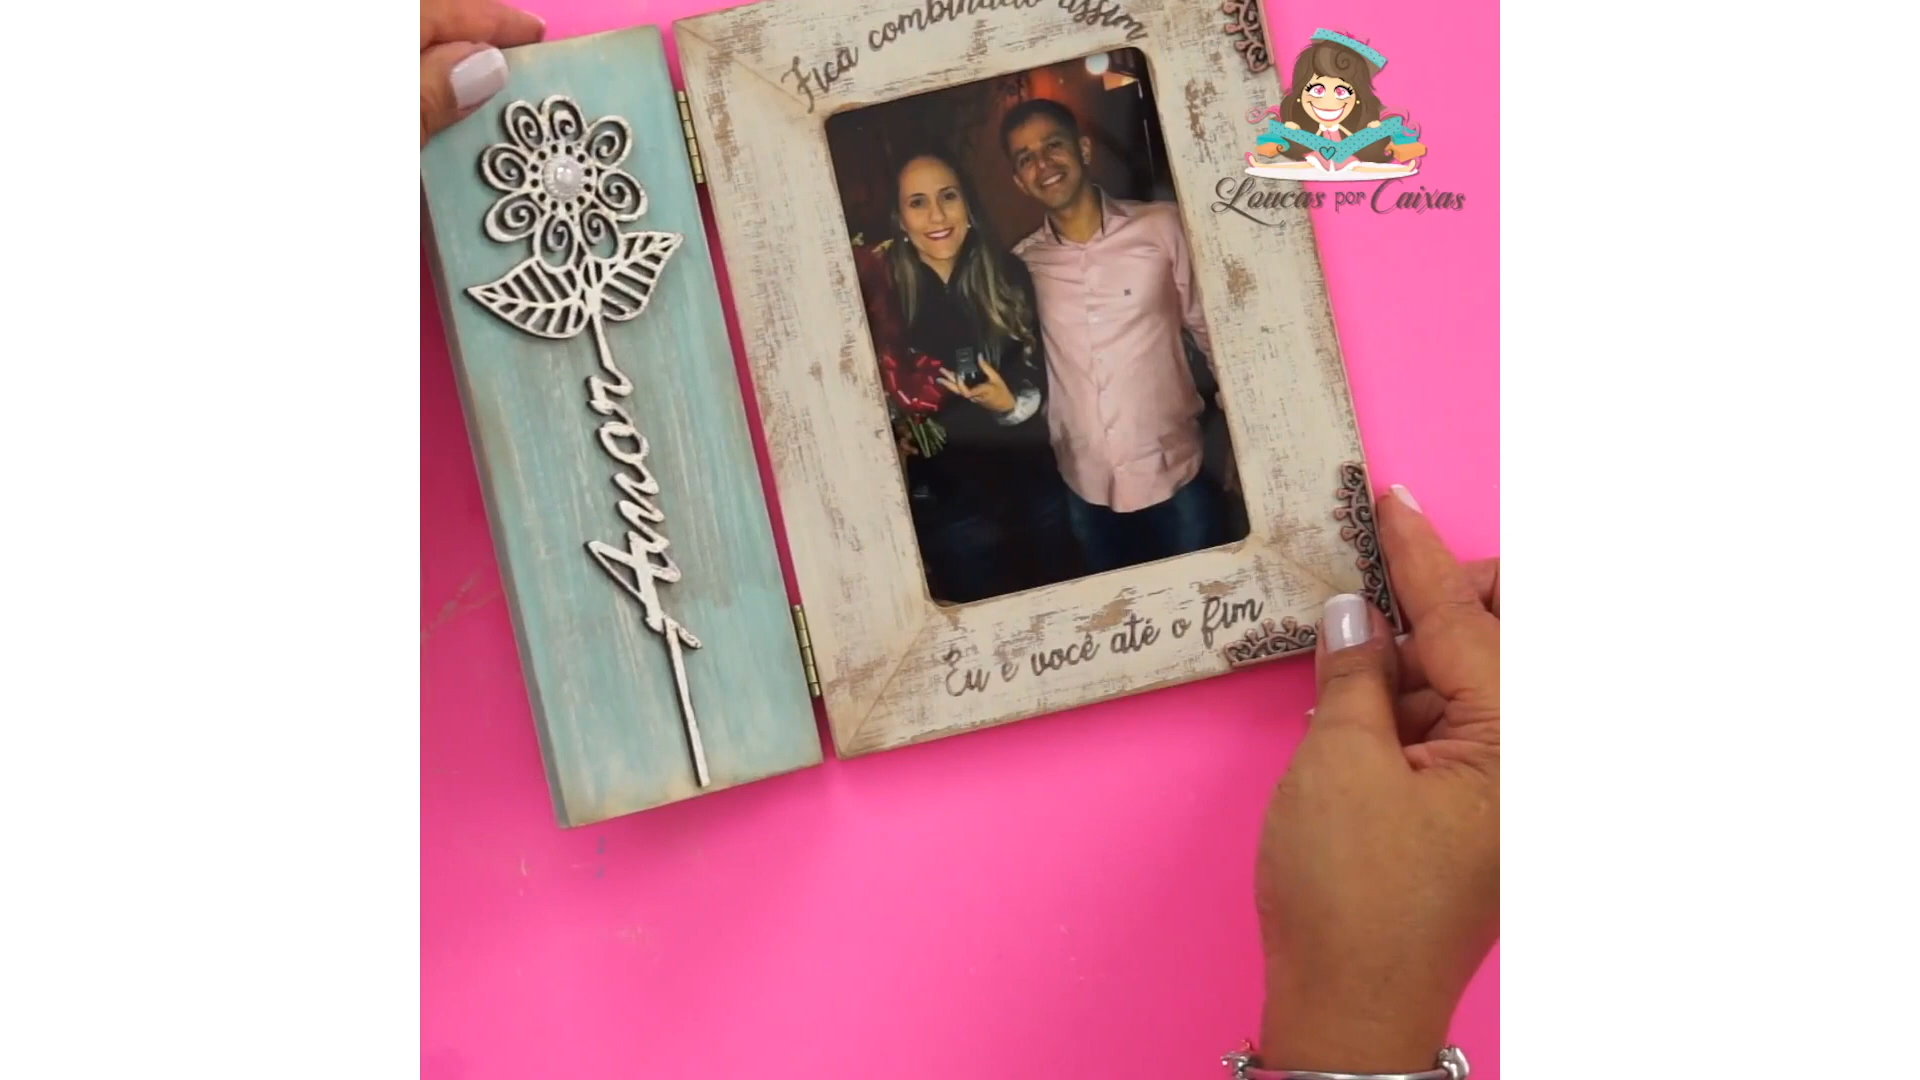 Fica combinado assim
Loucas por Caixas
Amor
Eu e você até o fim